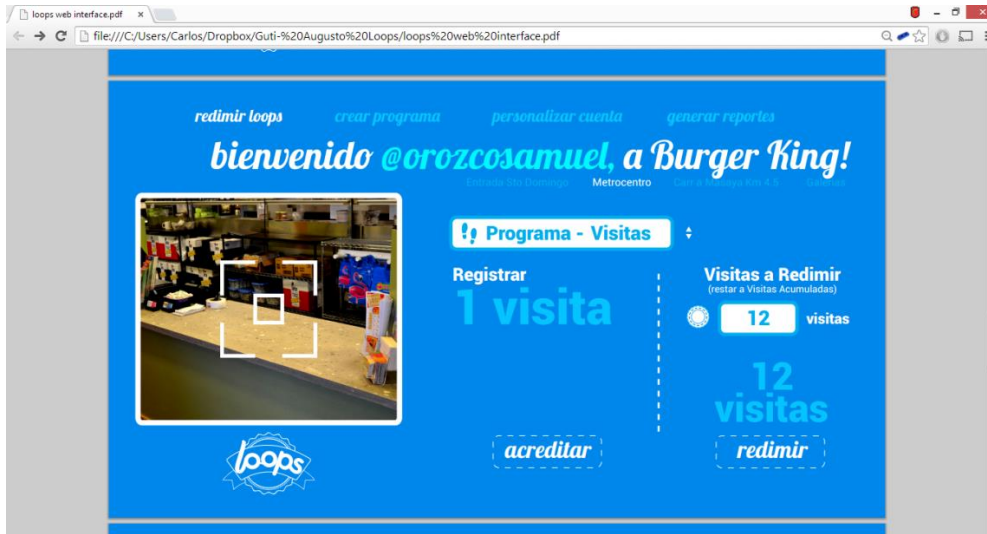 loops web interface.pdf
file:///C:/Users/Carlos/Dropbox/Guti-%20Augusto%20Loops/loops%20web%20interface.pdf
redimir loops crear programa personalizar cuenta generar reportes
bienvenido @orozcosamuel, a Burger King!
Entrada Sto Domingo Metrocentro Carr a Masaya Km 4.5 Galerias
Programa - Visitas
Registrar
1 visita
Visitas a Redimir
(restar a Visitas Acumuladas)
12 visitas
12
visitas
loops
acreditar
redimir